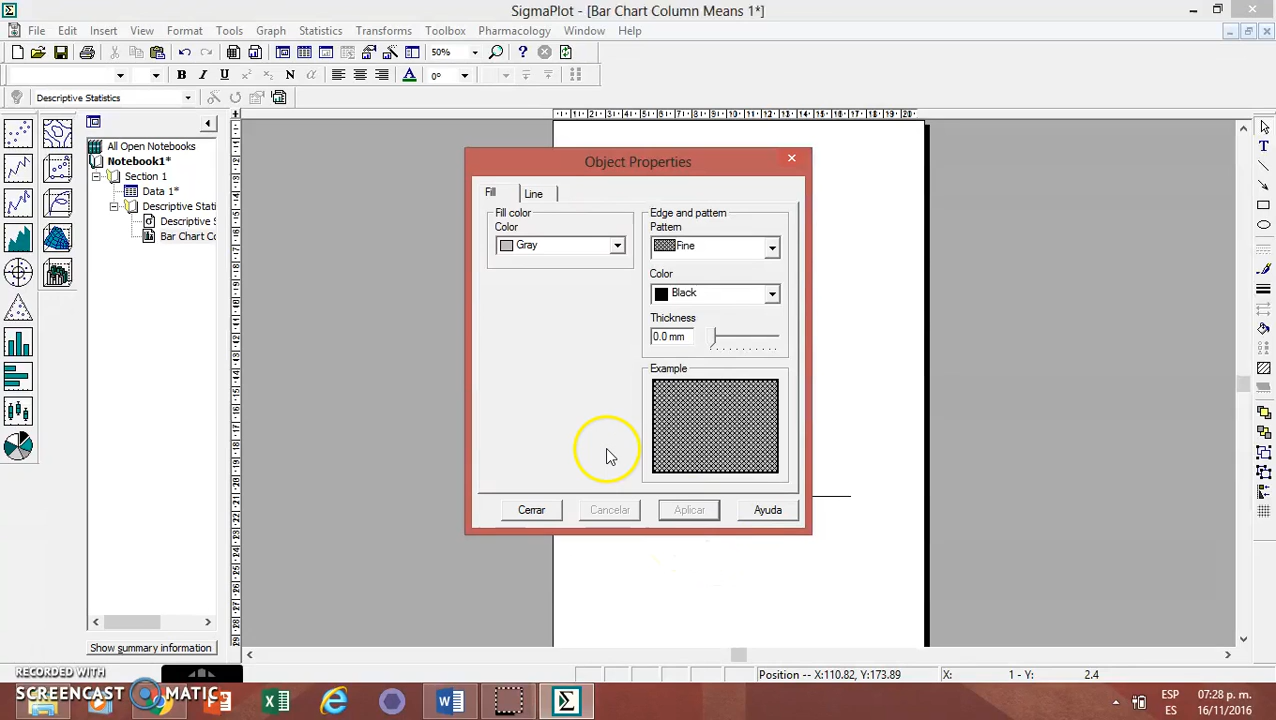 SigmaPlot - [Bar Chart Column Means 1*]
File Edit Insert View Format Tools Graph Statistics Transforms Toolbox Pharmacology Window Help
50%
B I U N α A 0°
Descriptive Statistics
All Open Notebooks
Notebook1*
Section 1
Data 1*
Descriptive Stati
Descriptive S
Bar Chart Co
Show summary information
Object Properties
Fill Line
Fill color
Color
Gray
Edge and pattern
Pattern
Fine
Color
Black
Thickness
0.0 mm
Example
Cerrar Cancelar Aplicar Ayuda
Position -- X:110.82, Y:173.89 X: 1 - Y: 2.4
RECORDED WITH
SCREENCAST MATIC
ESP 07:28 p. m.
ES 16/11/2016